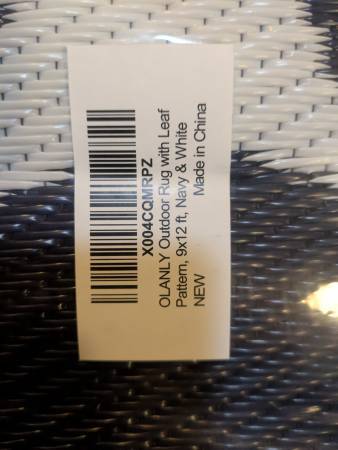 X004CQMRPZ
OLANLY Outdoor Rug with Leaf
Pattern, 9x12 ft, Navy & White
NEW Made in China